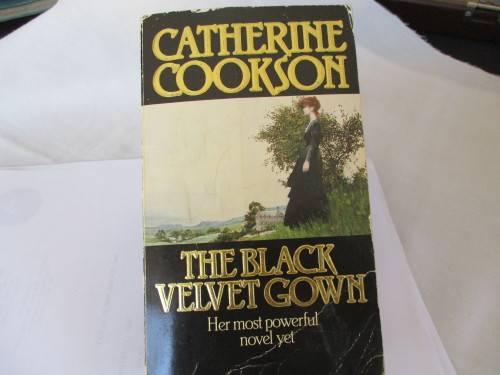 CATHERINE
COOKSON
THE BLACK
VELVET GOWN
Her most powerful
novel yet